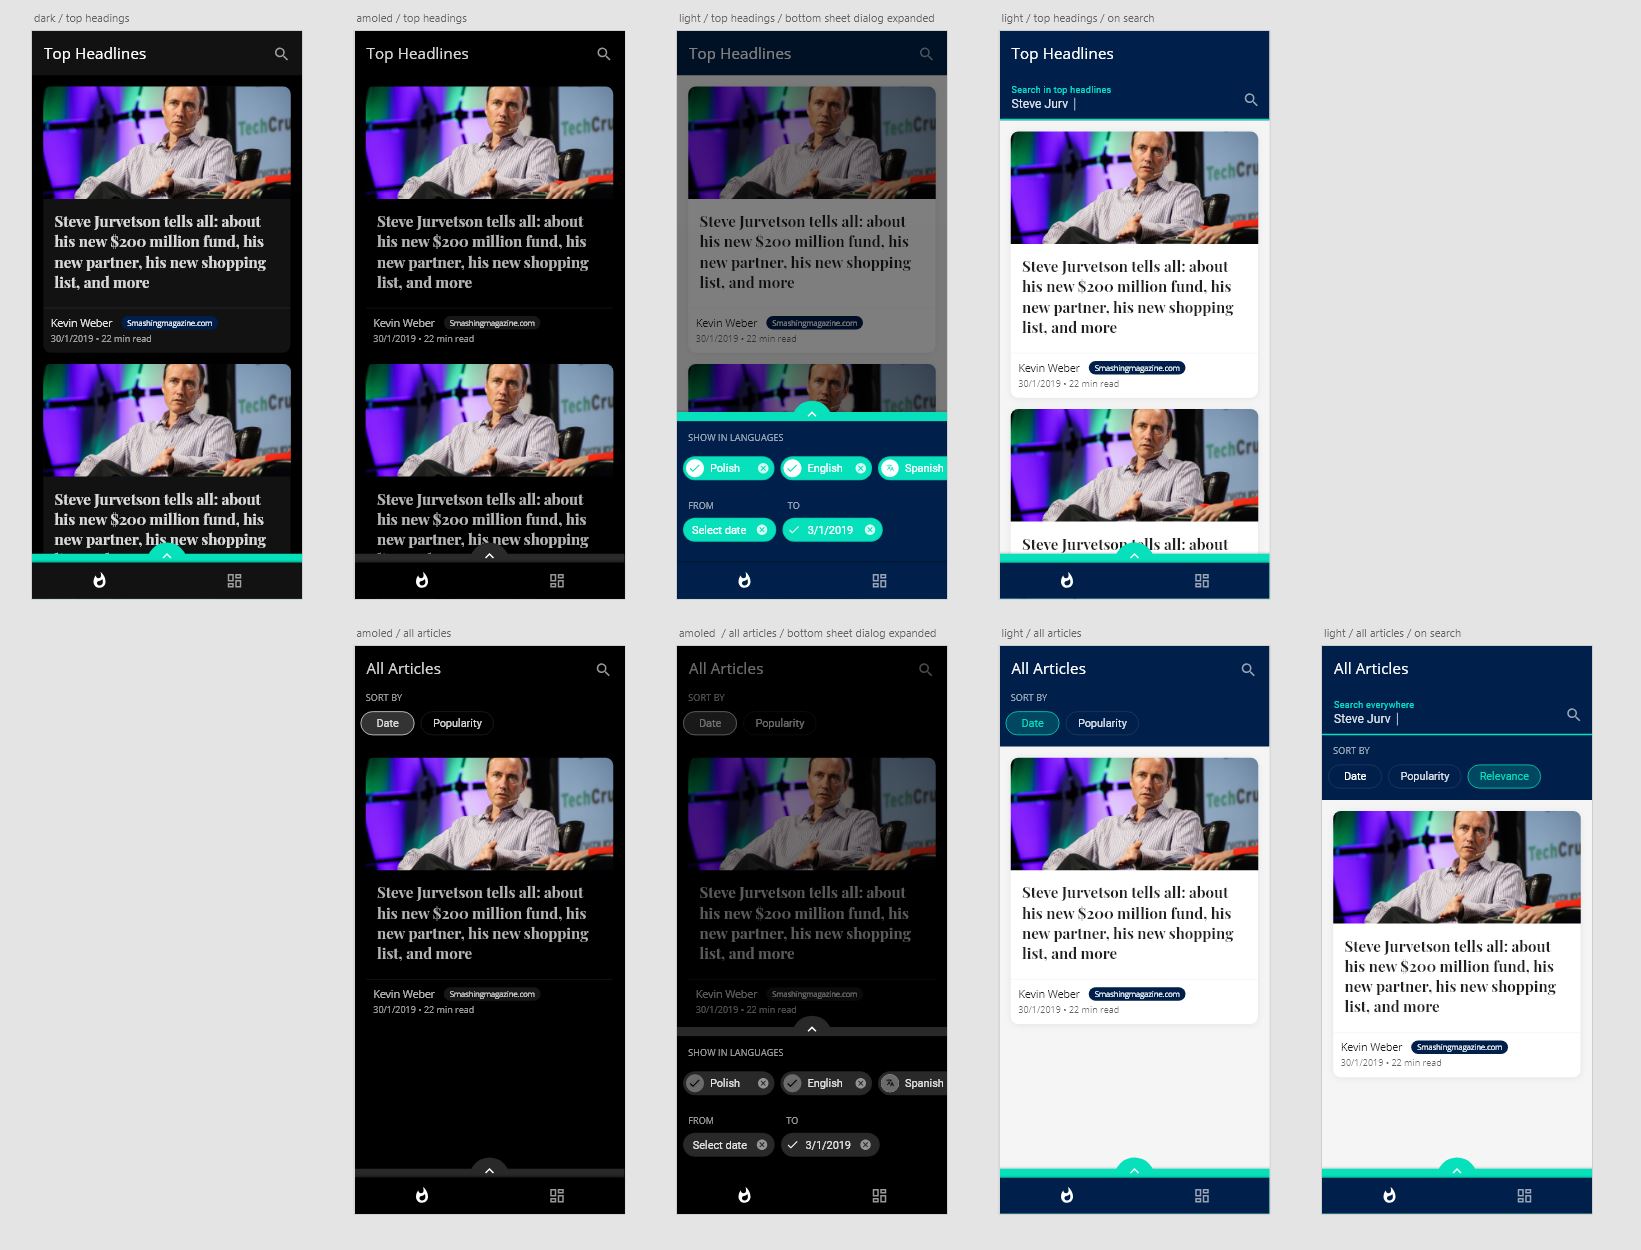 dark / top headings
Top Headlines
TechCru
Steve Jurvetson tells all: about
his new $200 million fund, his
new partner, his new shopping
list, and more
Kevin Weber Smashingmagazine.com
30/1/2019 • 22 min read
TechCru
Steve Jurvetson tells all: about
his new $200 million fund, his
amoled / top headings
Top Headlines
TechCru
Steve Jurvetson tells all: about
his new $200 million fund, his
new partner, his new shopping
list, and more
Kevin Weber Smashingmagazine.com
30/1/2019 • 22 min read
TechCru
Steve Jurvetson tells all: about
his new $200 million fund, his
light / top headings / bottom sheet dialog expanded
Top Headlines
TechCru
Steve Jurvetson tells all: about
his new $200 million fund, his
new partner, his new shopping
list, and more
Kevin Weber Smashingmagazine.com
30/1/2019 • 22 min read
SHOW IN LANGUAGES
Polish English Spanish
FROM TO
Select date 3/1/2019
light / top headings / on search
Top Headlines
Search in top headlines
Steve Jurv
TechCru
Steve Jurvetson tells all: about
his new $200 million fund, his
new partner, his new shopping
list, and more
Kevin Weber Smashingmagazine.com
30/1/2019 • 22 min read
TechCru
Steve Jurvetson tells all: about
amoled / all articles
All Articles
SORT BY
Date Popularity
TechCru
Steve Jurvetson tells all: about
his new $200 million fund, his
new partner, his new shopping
list, and more
Kevin Weber Smashingmagazine.com
30/1/2019 • 22 min read
amoled / all articles / bottom sheet dialog expanded
All Articles
SORT BY
Date Popularity
TechCru
Steve Jurvetson tells all: about
his new $200 million fund, his
new partner, his new shopping
list, and more
Kevin Weber Smashingmagazine.com
30/1/2019 • 22 min read
SHOW IN LANGUAGES
Polish English Spanish
FROM TO
Select date 3/1/2019
light / all articles
All Articles
SORT BY
Date Popularity
TechCru
Steve Jurvetson tells all: about
his new $200 million fund, his
new partner, his new shopping
list, and more
Kevin Weber Smashingmagazine.com
30/1/2019 • 22 min read
light / all articles / on search
All Articles
Search everywhere
Steve Jurv
SORT BY
Date Popularity Relevance
TechCru
Steve Jurvetson tells all: about
his new $200 million fund, his
new partner, his new shopping
list, and more
Kevin Weber Smashingmagazine.com
30/1/2019 • 22 min read